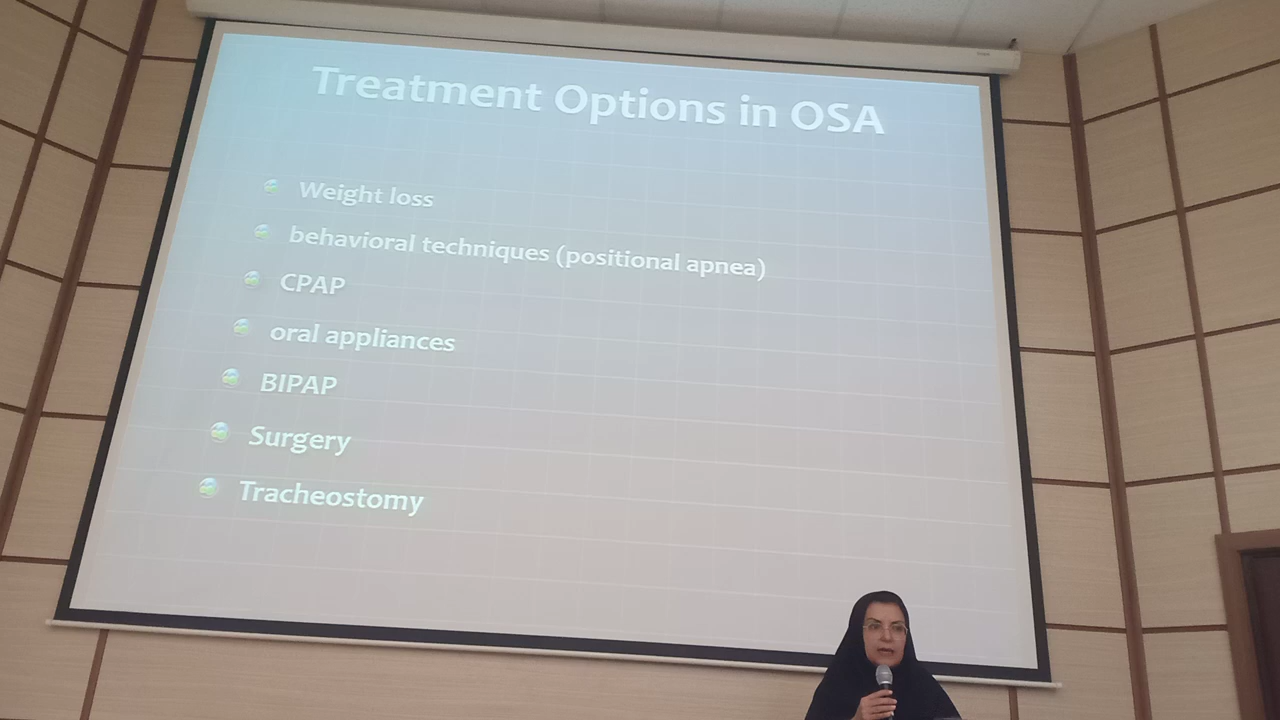 Treatment Options in OSA
Weight loss
behavioral techniques (positional apnea)
CPAP
oral appliances
BIPAP
Surgery
Tracheostomy